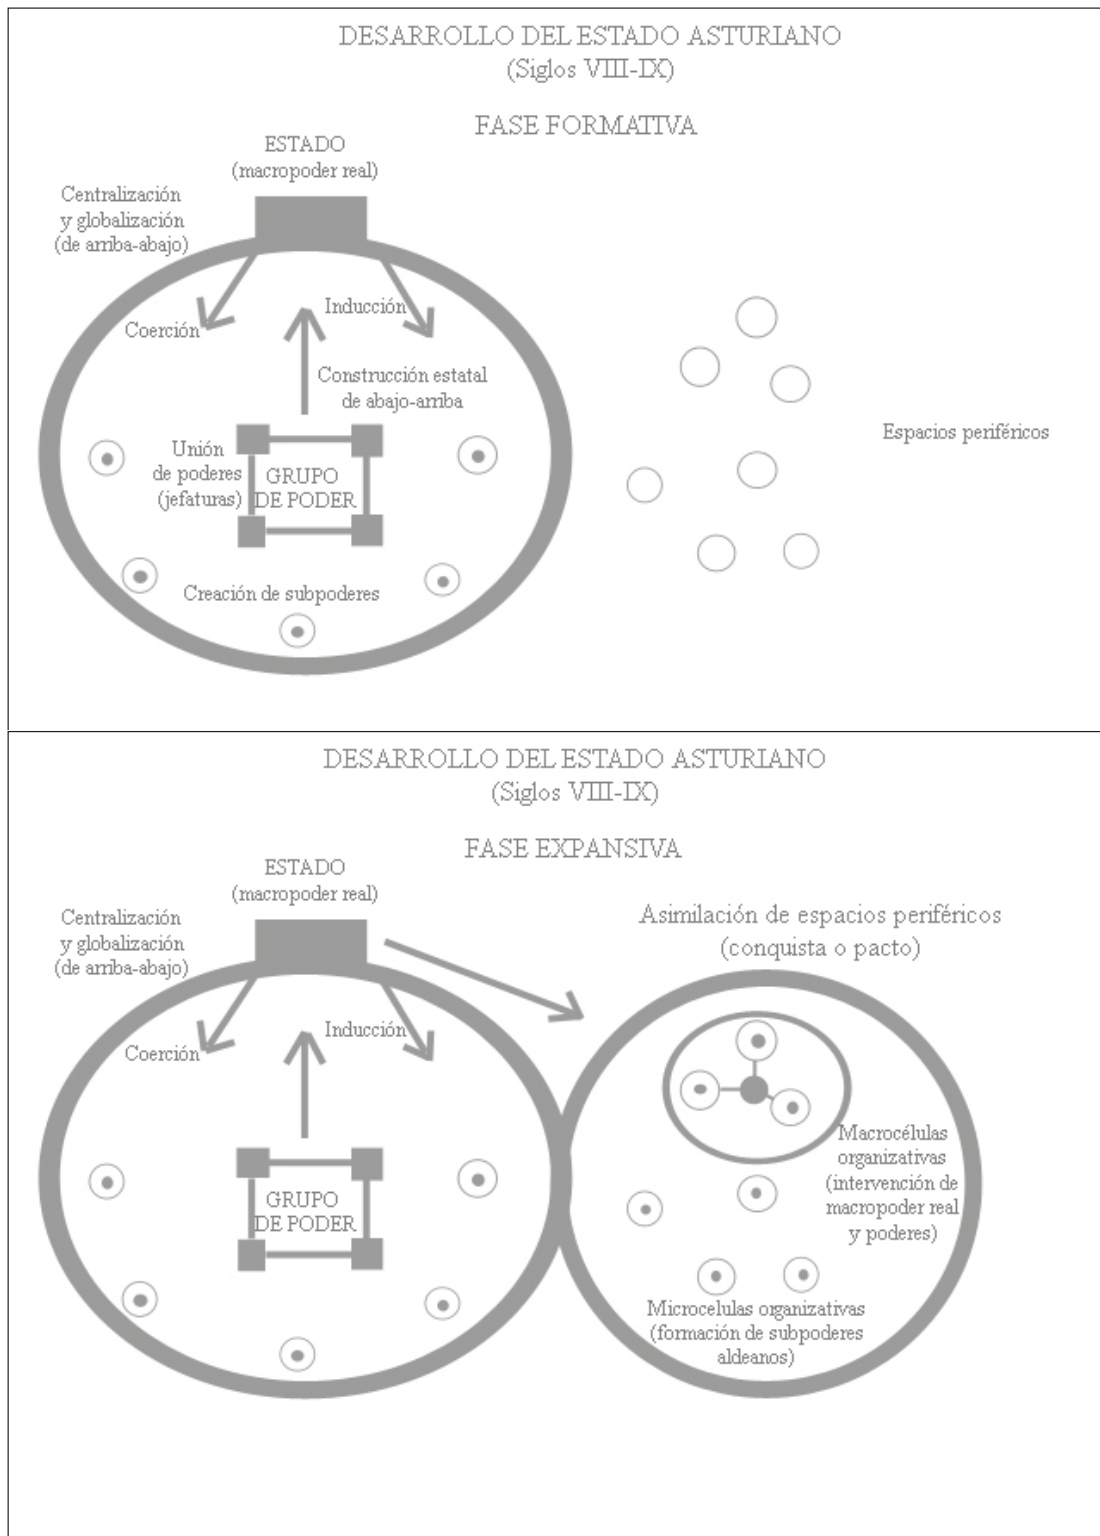 DESARROLLO DEL ESTADO ASTURIANO
(Siglos VIII-IX)
FASE FORMATIVA
ESTADO
(macropoder real)
Centralización
y globalización
(de arriba-abajo)
Inducción
Coerción
Construcción estatal
de abajo-arriba
Espacios periféricos
Unión
de poderes
(jefaturas)
GRUPO
DE PODER
Creación de subpoderes
DESARROLLO DEL ESTADO ASTURIANO
(Siglos VIII-IX)
FASE EXPANSIVA
ESTADO
(macropoder real)
Centralización
y globalización
(de arriba-abajo)
Asimilación de espacios periféricos
(conquista o pacto)
Inducción
Coerción
GRUPO
DE PODER
Macrocélulas
organizativas
(intervención de
macropoder real
y poderes)
Microcelulas organizativas
(formación de subpoderes
aldeanos)